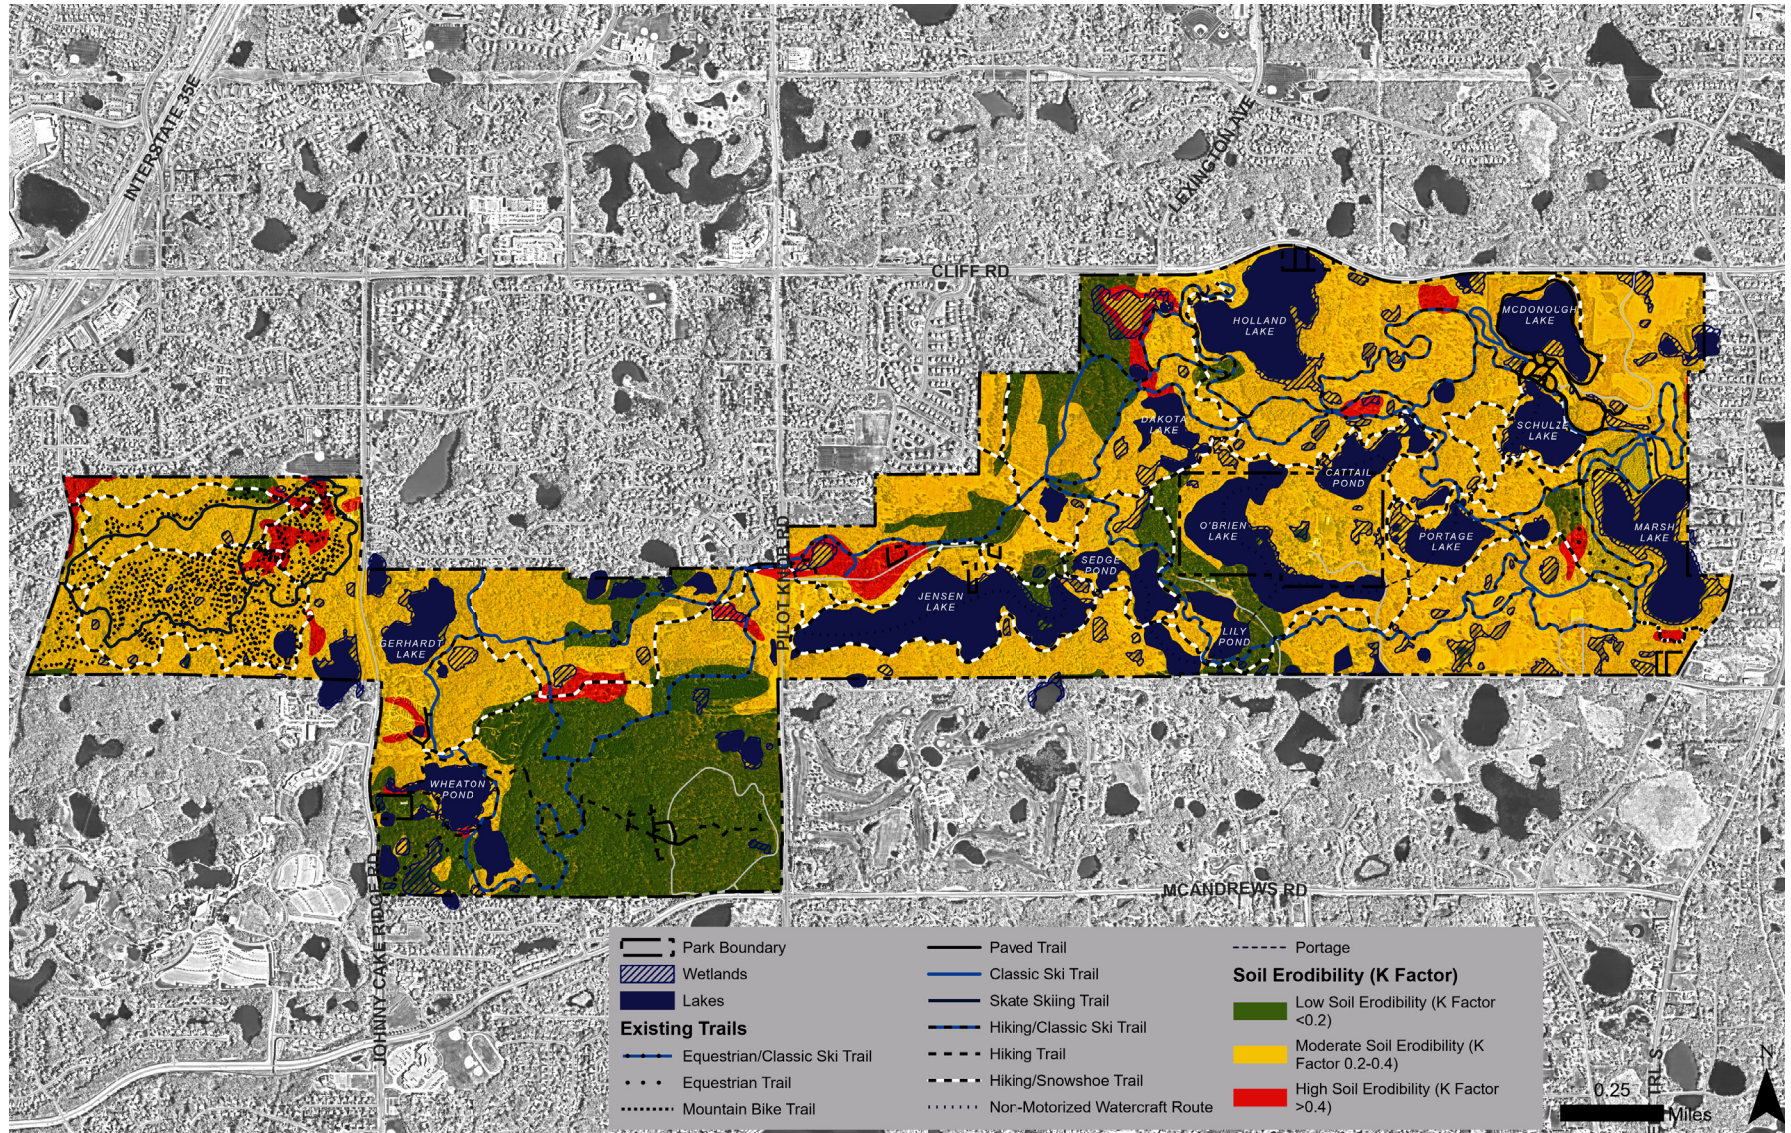 INTERSTATE 35E
LEXINGTON AVE
CLIFF RD
HOLLAND
LAKE
MCDONOUGH
LAKE
DAKOTA
LAKE
SCHULZE
LAKE
CATTAIL
POND
O'BRIEN
LAKE
PORTAGE
LAKE
MARSH
LAKE
SEDGE
POND
JENSEN
LAKE
LILY
POND
PILOT KNOB RD
GERHARDT
LAKE
WHEATON
POND
JOHNNY CAKE RIDGE RD
MCANDREWS RD
Park Boundary
Wetlands
Lakes
Existing Trails
Equestrian/Classic Ski Trail
Equestrian Trail
Mountain Bike Trail
Paved Trail
Classic Ski Trail
Skate Skiing Trail
Hiking/Classic Ski Trail
Hiking Trail
Hiking/Snowshoe Trail
Non-Motorized Watercraft Route
Portage
Soil Erodibility (K Factor)
Low Soil Erodibility (K Factor
<0.2)
Moderate Soil Erodibility (K
Factor 0.2-0.4)
High Soil Erodibility (K Factor
>0.4)
0.25
Miles
N